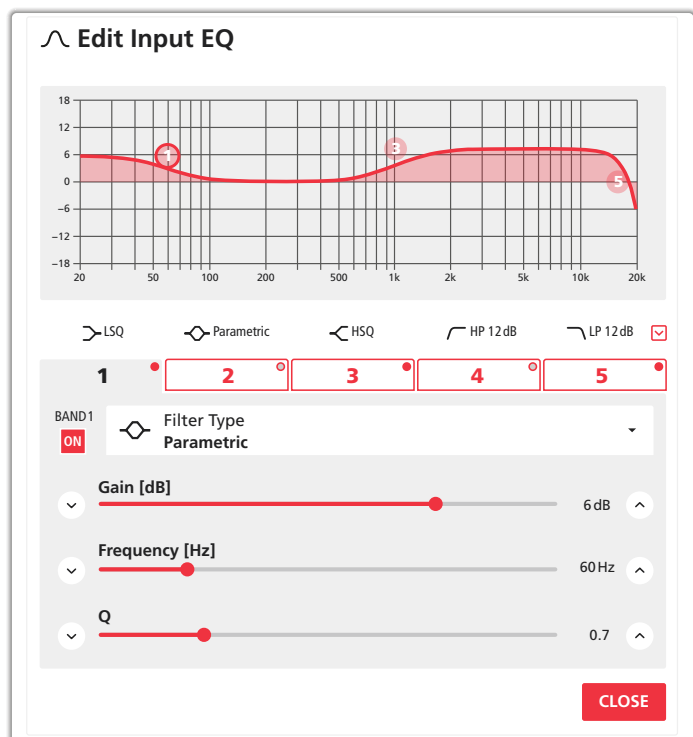 Edit Input EQ
18
12
6
0
–6
–12
–18
1
3
5
20 50 100 200 500 1k 2k 5k 10k 20k
LSQ Parametric HSQ HP 12 dB LP 12 dB
1 2 3 4 5
BAND1
ON
Filter Type
Parametric
Gain [dB]
6 dB
Frequency [Hz]
60 Hz
Q
0.7
CLOSE